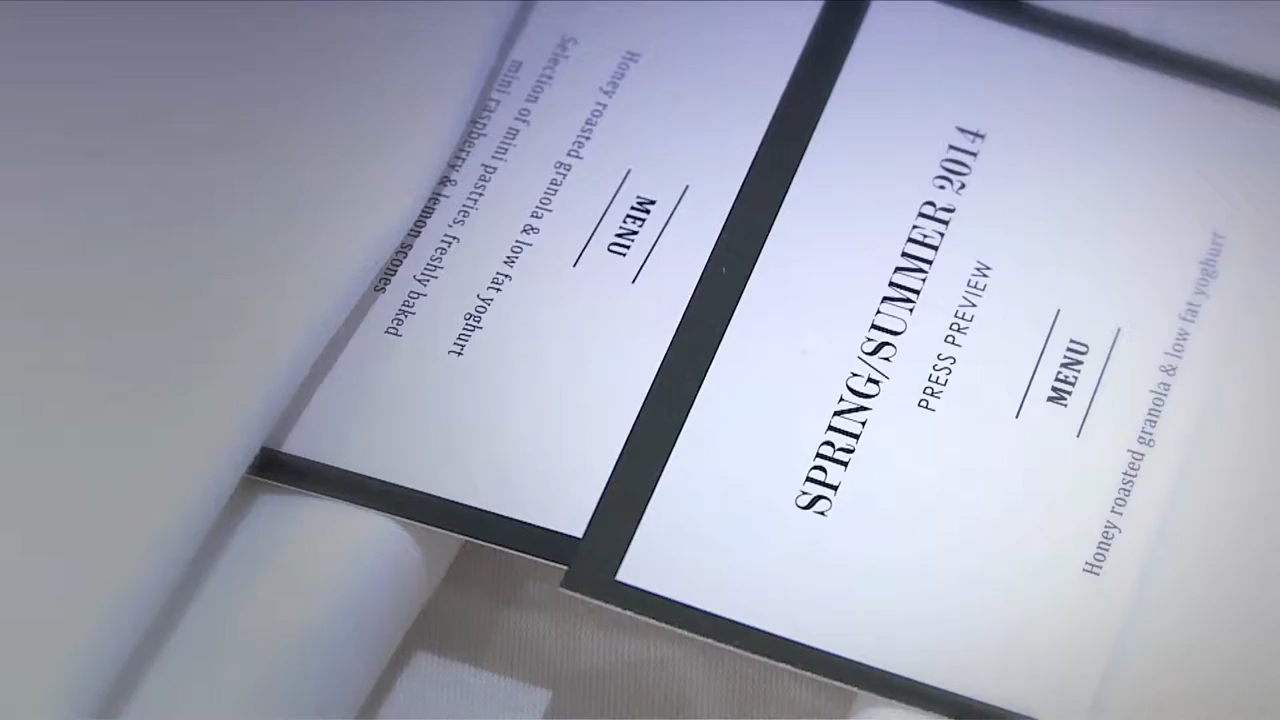 MENU
Honey roasted granola & low fat yoghurt
Selection of mini pastries, freshly baked
mini raspberry & lemon scones
SPRING/SUMMER 2014
PRESS PREVIEW
MENU
Honey roasted granola & low fat yoghurt